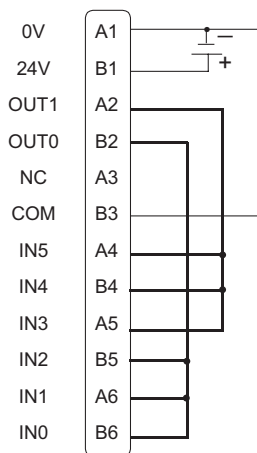 0V A1 −
24V B1 +
OUT1 A2
OUT0 B2
NC A3
COM B3
IN5 A4
IN4 B4
IN3 A5
IN2 B5
IN1 A6
IN0 B6